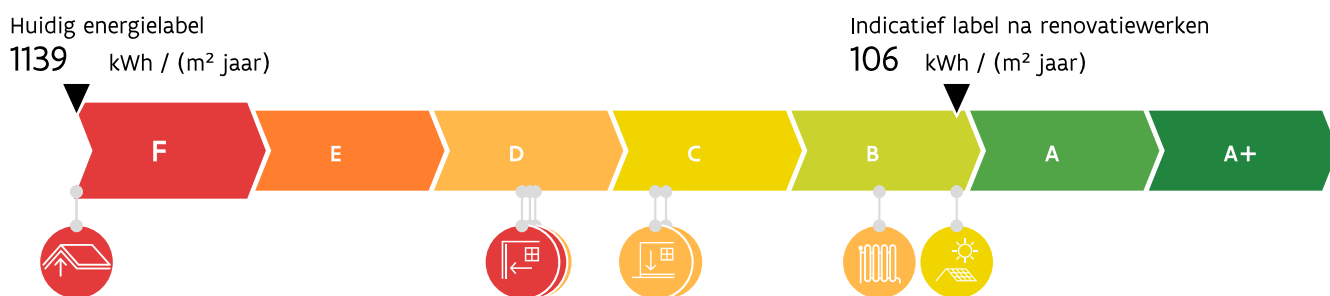 Huidig energielabel
1139 kWh / (m² jaar)
Indicatief label na renovatiewerken
106 kWh / (m² jaar)
F E D C B A A+